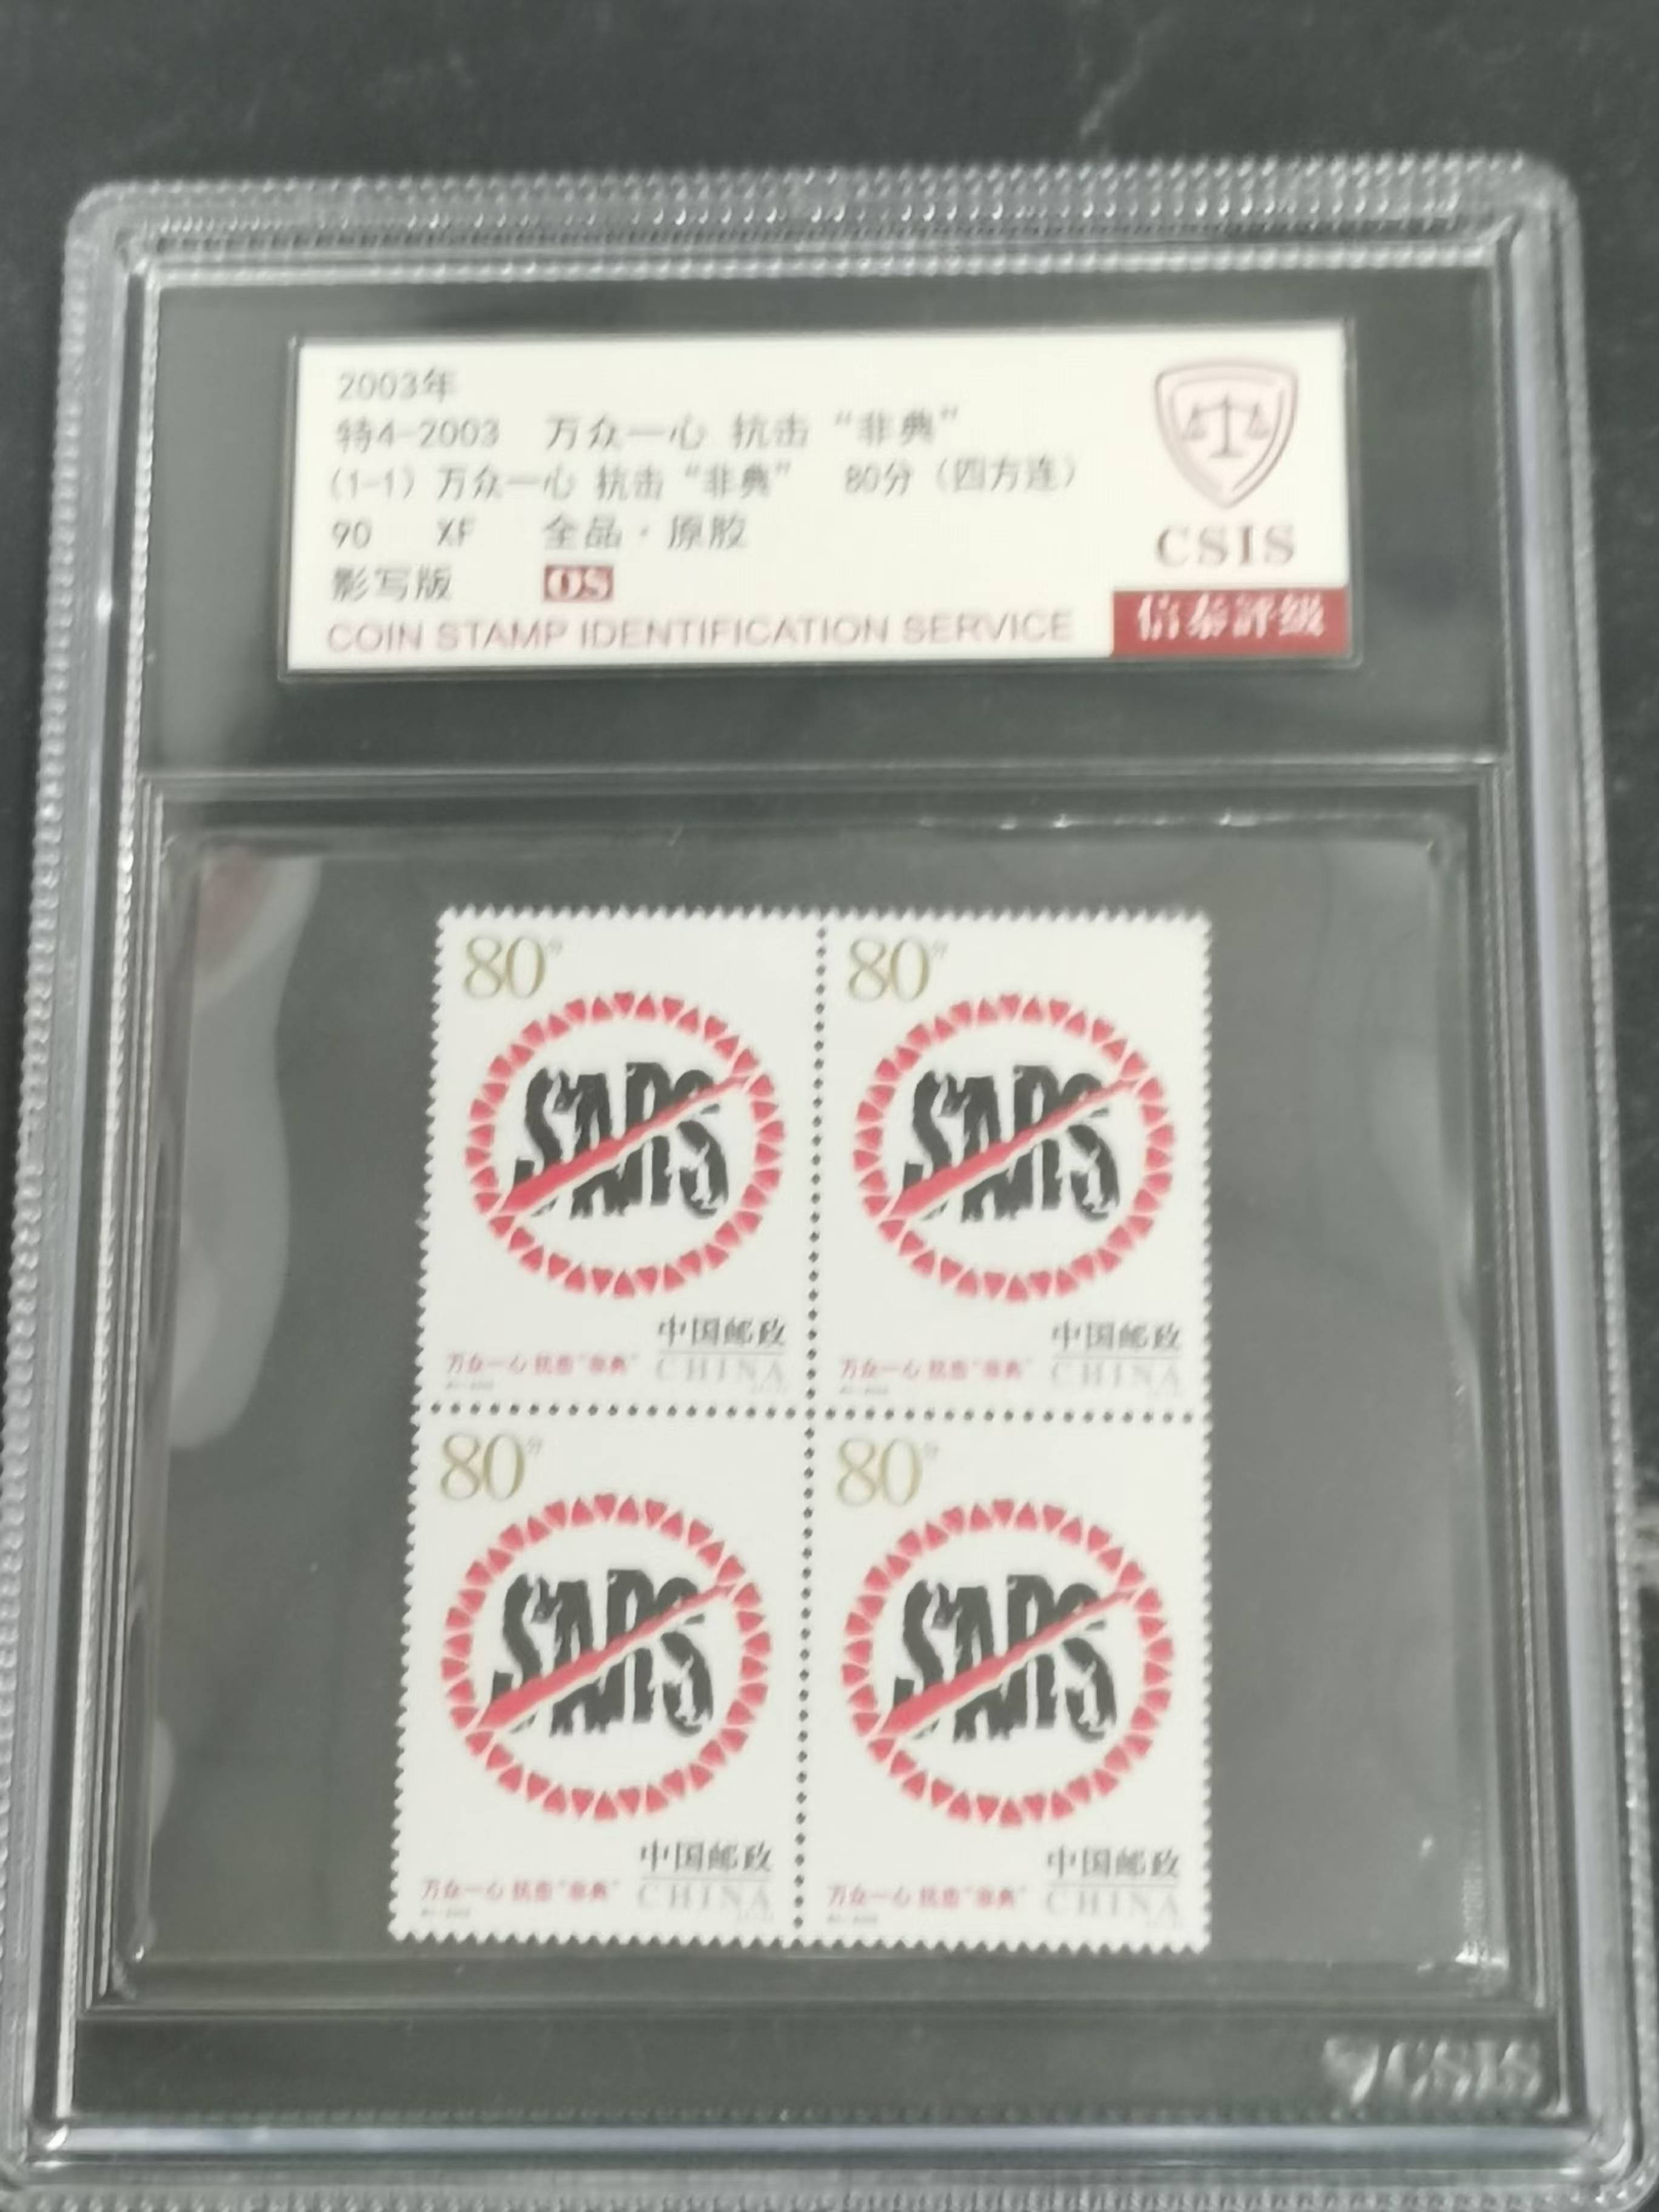 2003年
特4-2003 万众一心 抗击“非典”
(1-1) 万众一心 抗击“非典” 80分（四方连）
90 XF 全品·原胶
影写版 OS
COIN STAMP IDENTIFICATION SERVICE
CSIS
信泰評級
80分
SARS
中国邮政
万众一心 抗击“非典” CHINA
80分
SARS
中国邮政
万众一心 抗击“非典” CHINA
80分
SARS
中国邮政
万众一心 抗击“非典” CHINA
80分
SARS
中国邮政
万众一心 抗击“非典” CHINA
CSIS